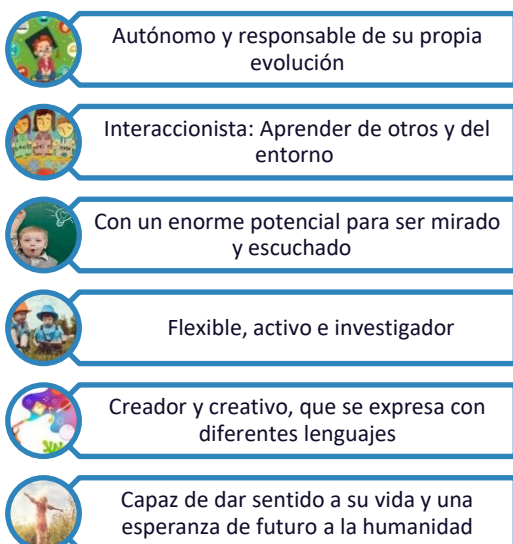 Autónomo y responsable de su propia
evolución
Interaccionista: Aprender de otros y del
entorno
Con un enorme potencial para ser mirado
y escuchado
Flexible, activo e investigador
Creador y creativo, que se expresa con
diferentes lenguajes
Capaz de dar sentido a su vida y una
esperanza de futuro a la humanidad